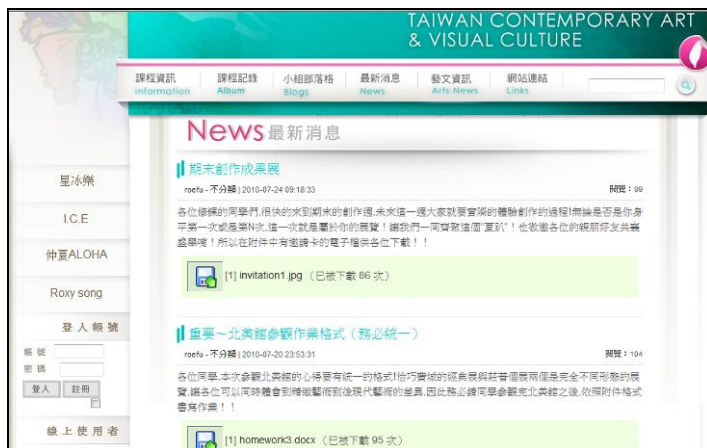 TAIWAN CONTEMPORARY ART
& VISUAL CULTURE
課程資訊 課程記錄 小組部落格 最新消息 藝文資訊 網站連結
Information Album Blogs News Arts News Links
News 最新消息
期末創作成果展
roefu - 不分類 | 2010-07-24 09:18:33 閱覽：99
各位修課的同學們,很快的來到期末的創作週,未來這一週大家就要實際的體驗創作的過程!無論是否是你身
平第一次或是第N次,這一次就是屬於你的展覽！讓我們一同齊聚這個"夏趴"！也敬邀各位的親朋好友共襄
盛舉唷！所以在附件中有邀請卡的電子檔供各位下載！！
[1] invitation1.jpg （已被下載 86 次）
重要～北美館參觀作業格式（務必統一）
roefu - 不分類 | 2010-07-20 23:53:31 閱覽：104
各位同學,本次參觀北美館的心得要有統一的格式!恰巧費城的經典展與莊普個展兩個是完全不同形態的展
覽,讓各位可以同時體會到精緻藝術到後現代藝術的差異,因此務必請同學參觀完北美館之後,依照附件格式
書寫作業！！
[1] homework3.docx （已被下載 95 次）
星冰樂
I.C.E
仲夏ALOHA
Roxy song
登入帳號
帳號
密碼
登入 註冊
線上使用者